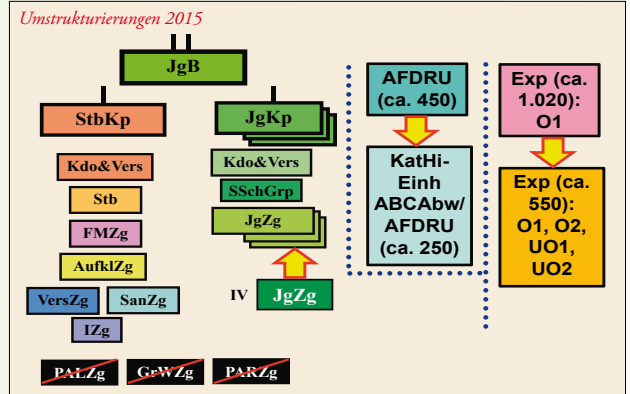 Umstrukturierungen 2015
JgB
StbKp
JgKp
Kdo&Vers
Stb
FMZg
AufklZg
VersZg
SanZg
IZg
Kdo&Vers
SSchGrp
JgZg
IV
JgZg
PALZg
GrWZg
PARZg
AFDRU
(ca. 450)
KatHi-
Einh
ABCAbw/
AFDRU
(ca. 250)
Exp (ca.
1.020):
O1
Exp (ca.
550):
O1, O2,
UO1,
UO2